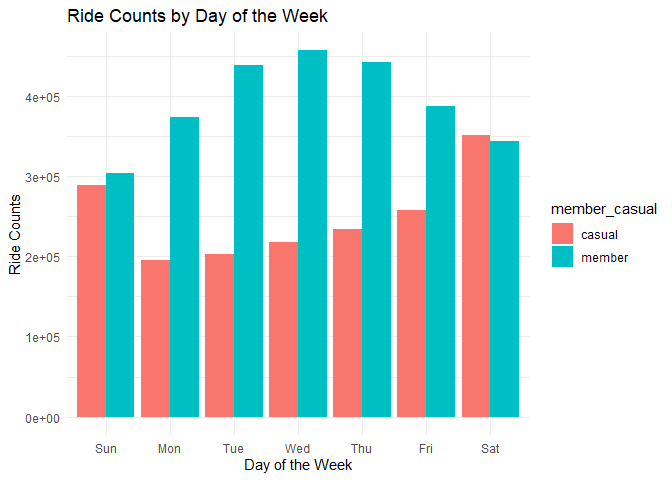 Ride Counts by Day of the Week
Ride Counts
4e+05
3e+05
2e+05
1e+05
0e+00
Sun Mon Tue Wed Thu Fri Sat
Day of the Week
member_casual
casual
member